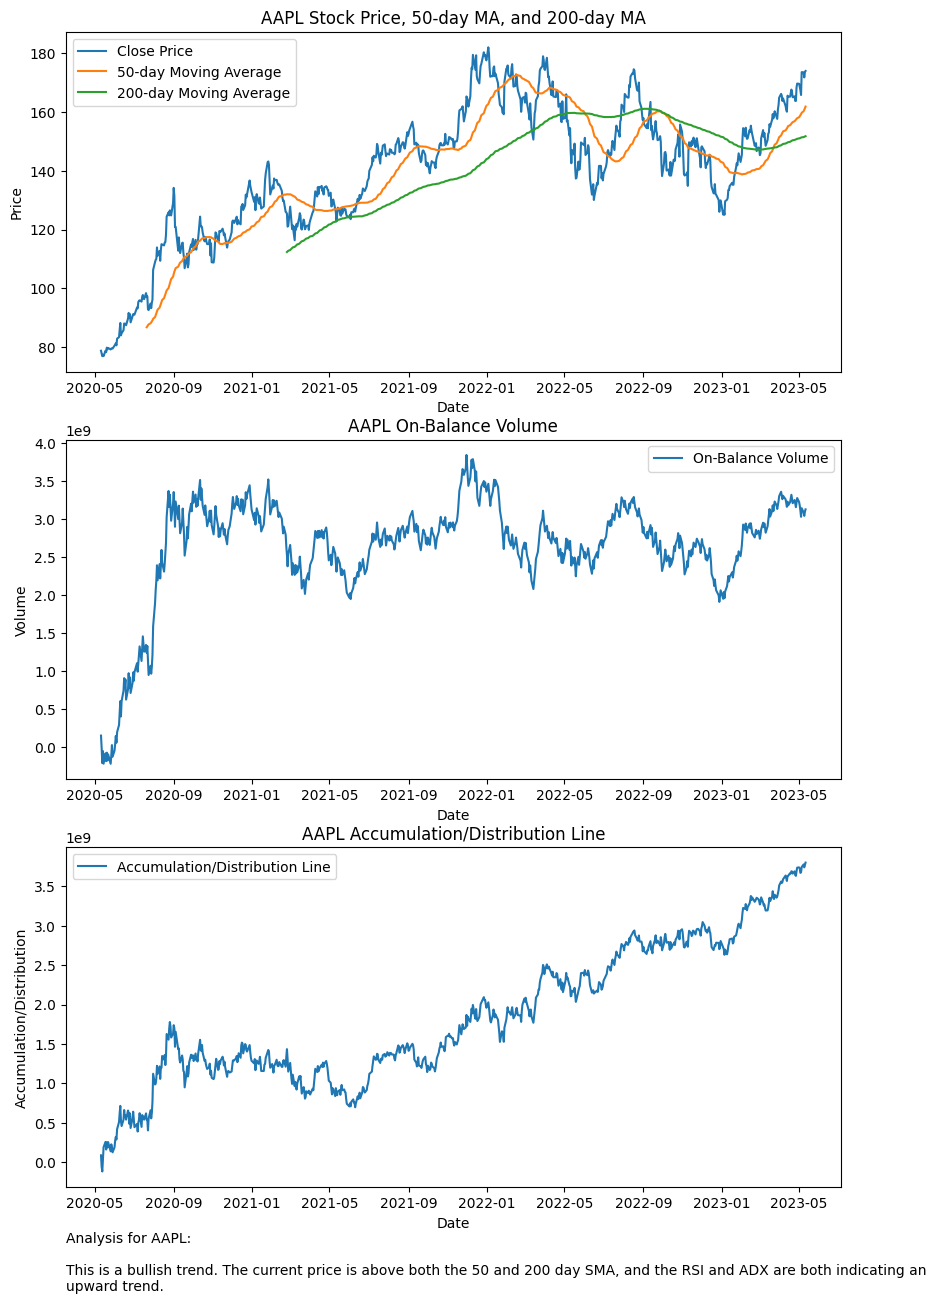 AAPL Stock Price, 50-day MA, and 200-day MA
Close Price
50-day Moving Average
200-day Moving Average
180
160
140
120
100
80
Price
2020-05 2020-09 2021-01 2021-05 2021-09 2022-01 2022-05 2022-09 2023-01 2023-05
Date
AAPL On-Balance Volume
1e9
On-Balance Volume
4.0
3.5
3.0
2.5
2.0
1.5
1.0
0.5
0.0
Volume
2020-05 2020-09 2021-01 2021-05 2021-09 2022-01 2022-05 2022-09 2023-01 2023-05
Date
AAPL Accumulation/Distribution Line
1e9
Accumulation/Distribution Line
3.5
3.0
2.5
2.0
1.5
1.0
0.5
0.0
Accumulation/Distribution
2020-05 2020-09 2021-01 2021-05 2021-09 2022-01 2022-05 2022-09 2023-01 2023-05
Date
Analysis for AAPL:
This is a bullish trend. The current price is above both the 50 and 200 day SMA, and the RSI and ADX are both indicating an
upward trend.